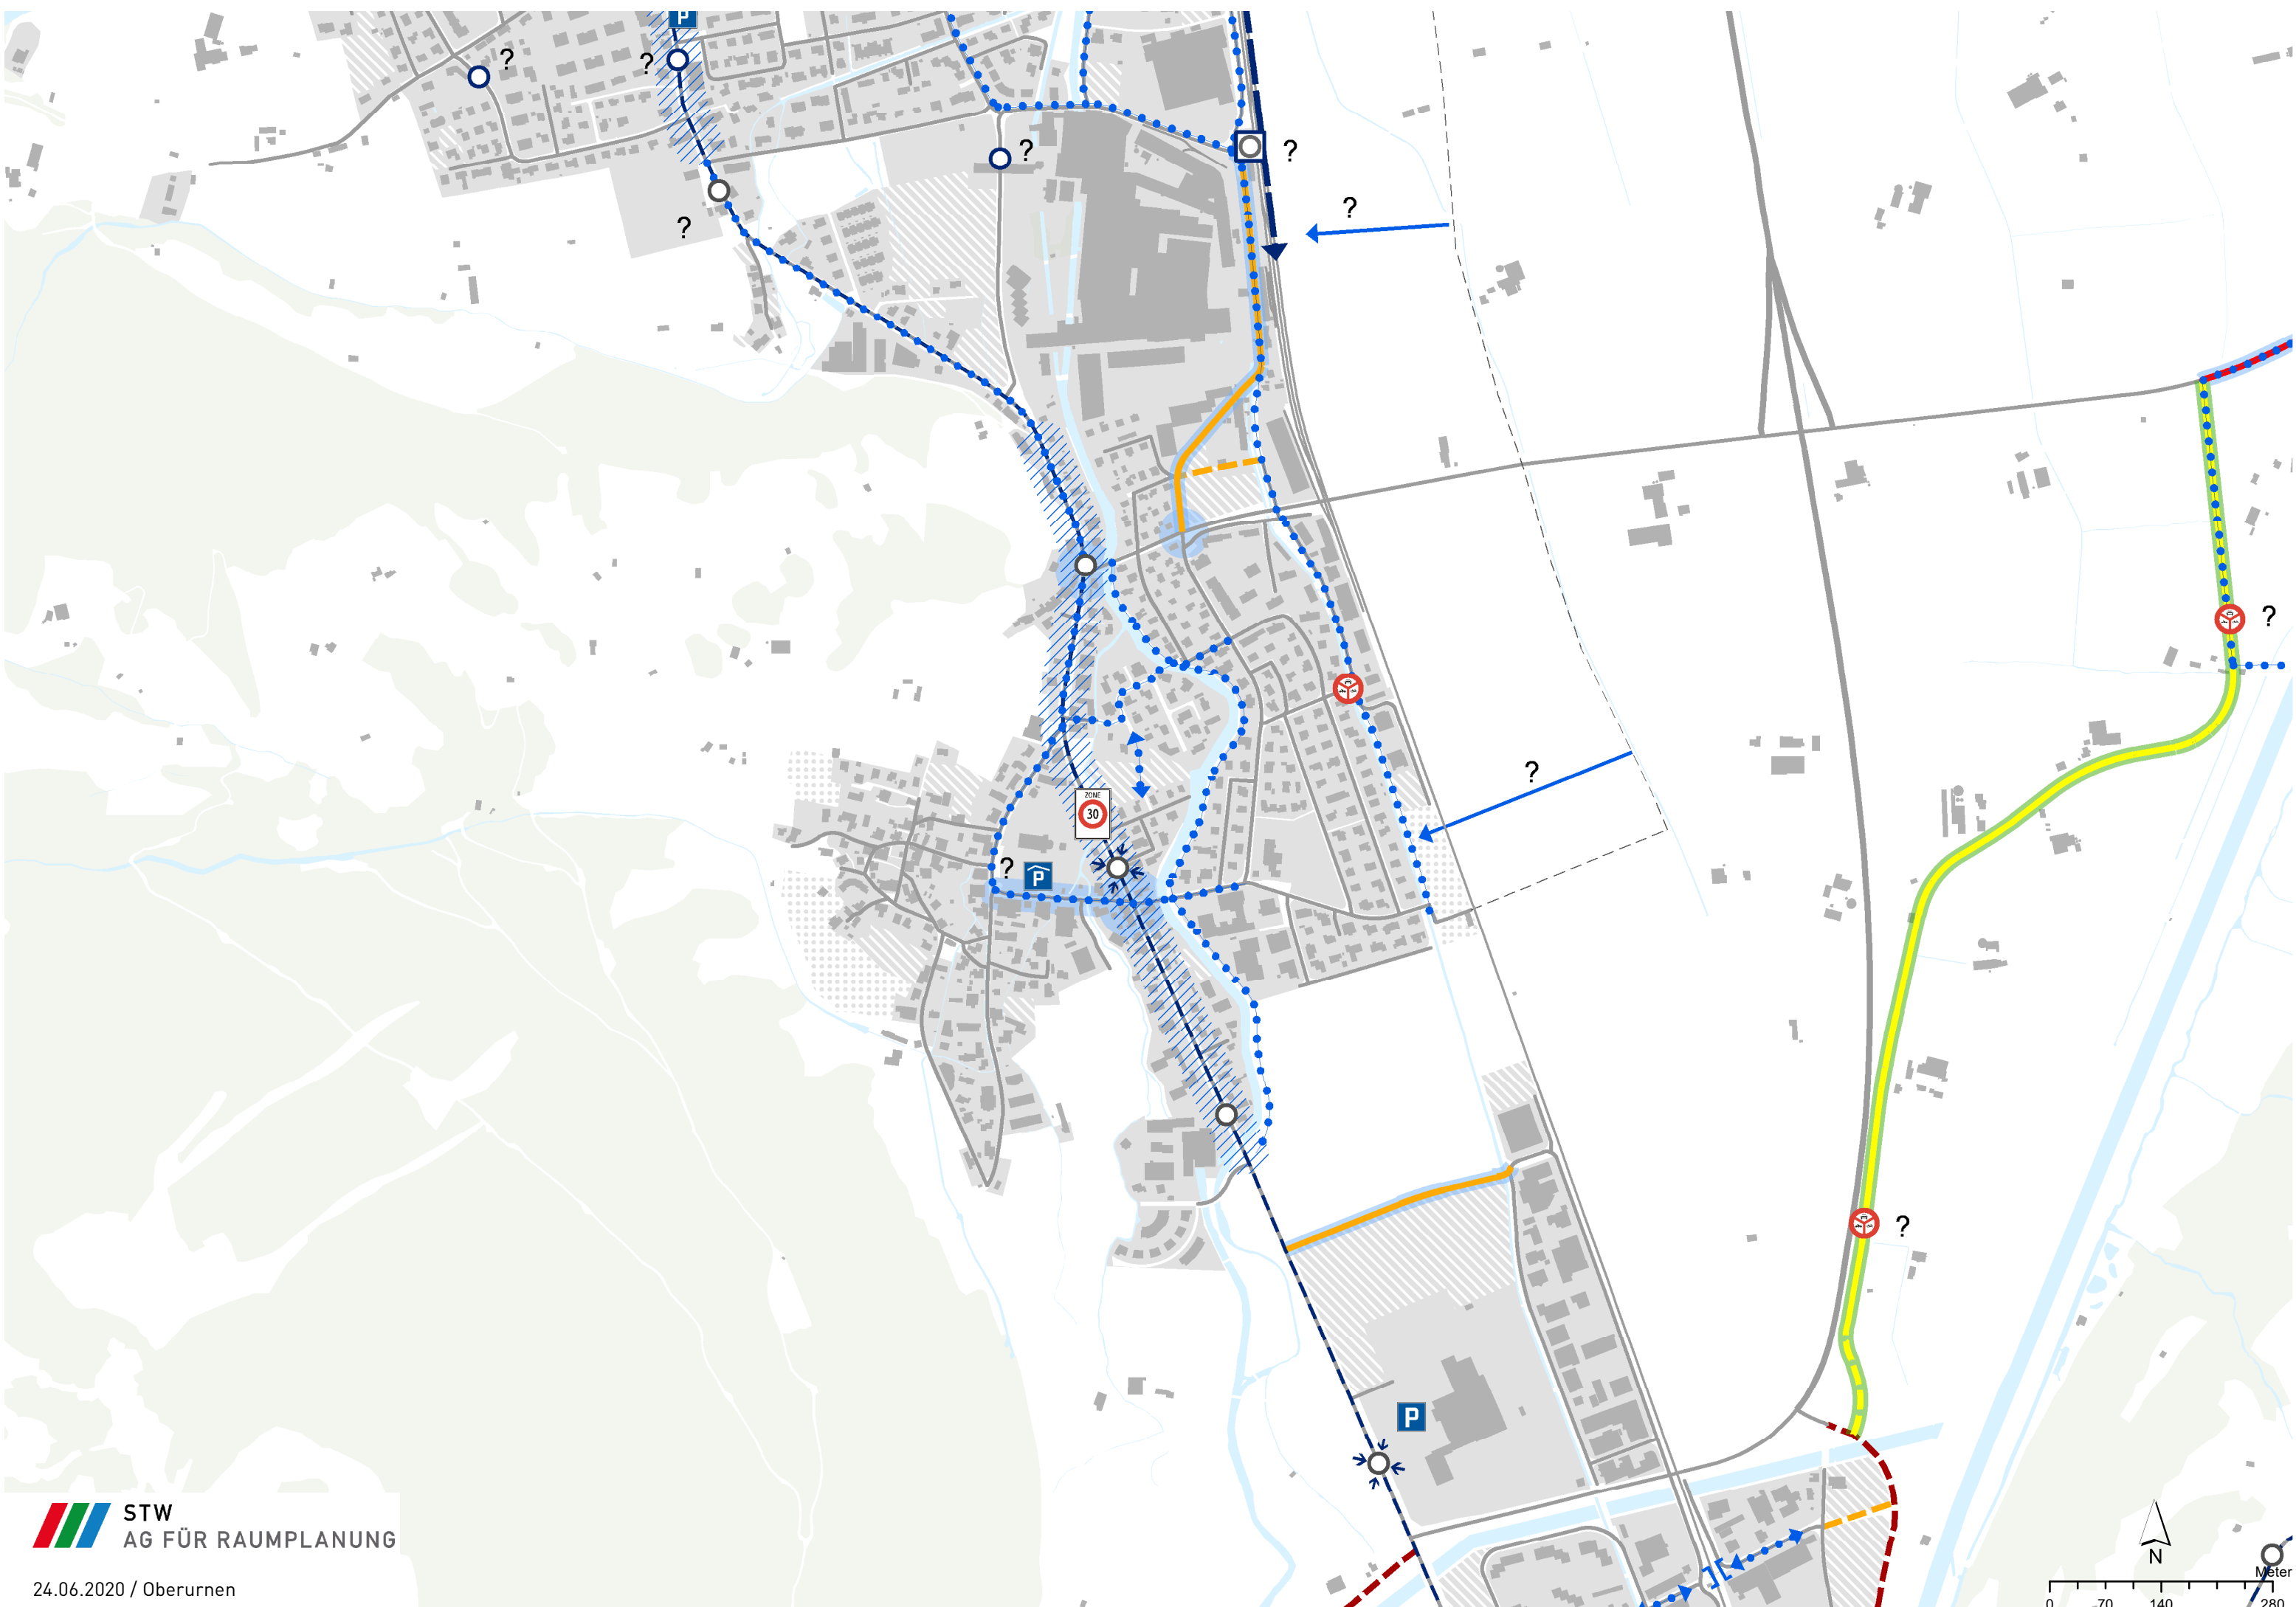 P
?
?
?
?
?
?
?
?
ZONE
30
?
P
?
P
STW
AG FÜR RAUMPLANUNG
24.06.2020 / Oberurnen
N
Meter
0 70 140 280